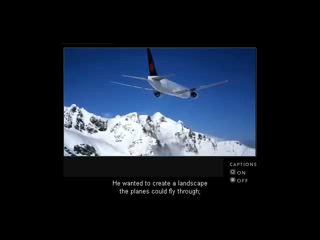 CAPTIONS
ON
OFF
He wanted to create a landscape
the planes could fly through;